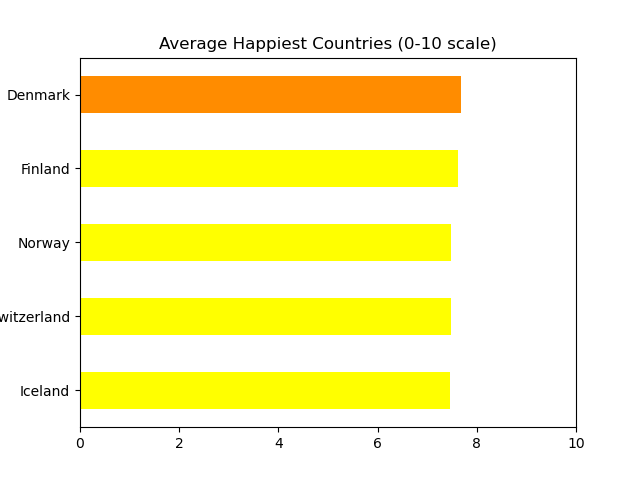 Average Happiest Countries (0-10 scale)
Denmark
Finland
Norway
witzerland
Iceland
0 2 4 6 8 10